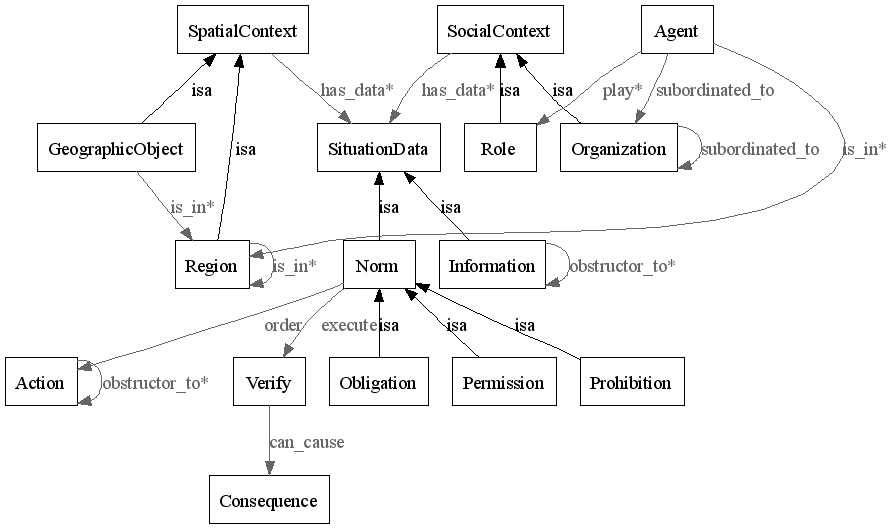 SpatialContext
SocialContext
Agent
isa
has_data*
has_data*
isa
isa
play*
subordinated_to
GeographicObject
isa
SituationData
Role
Organization
subordinated_to
is_in*
is_in*
isa
isa
Region
is_in*
Norm
Information
obstructor_to*
order
execute
isa
isa
isa
Action
obstructor_to*
Verify
Obligation
Permission
Prohibition
can_cause
Consequence